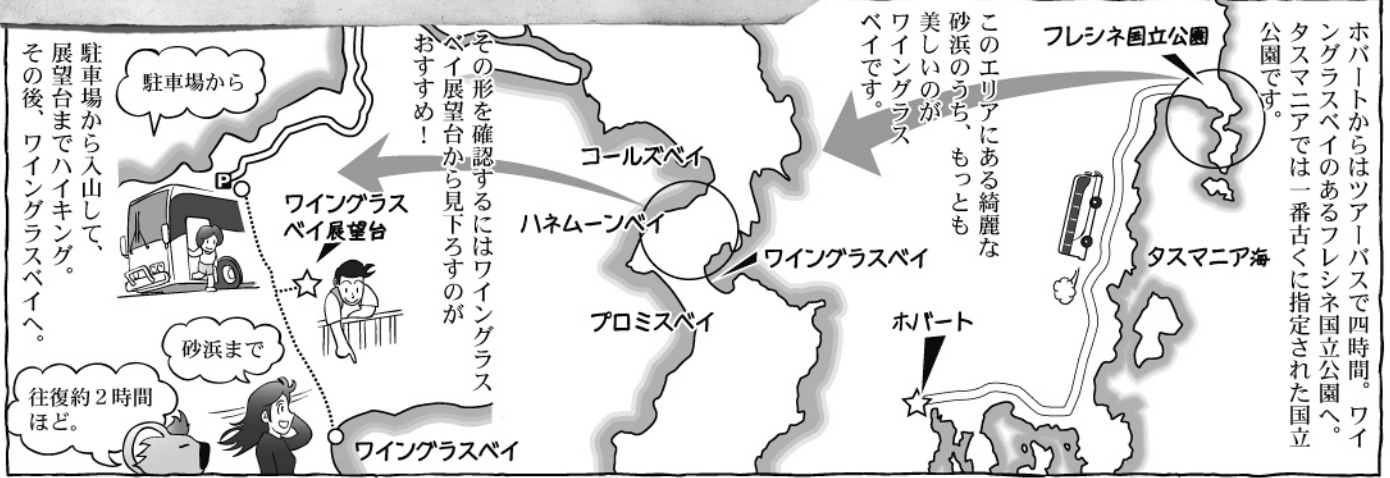 ホバートからはツアーバスで四時間。ワイ
ングラスベイのあるフレシネ国立公園へ。
タスマニアでは一番古くに指定された国立
公園です。
フレシネ国立公園
タスマニア海
ホバート
このエリアにある綺麗な
砂浜のうち、もっとも
美しいのが
ワイングラス
ベイです。
コールズベイ
ハネムーンベイ
ワイングラスベイ
プロミスベイ
その形を確認するにはワイングラス
ベイ展望台から見下ろすのが
おすすめ！
P
ワイングラス
ベイ展望台
ワイングラスベイ
駐車場から
駐車場から入山して、
展望台までハイキング。
その後、ワイングラスベイへ。
砂浜まで
往復約2時間
ほど。